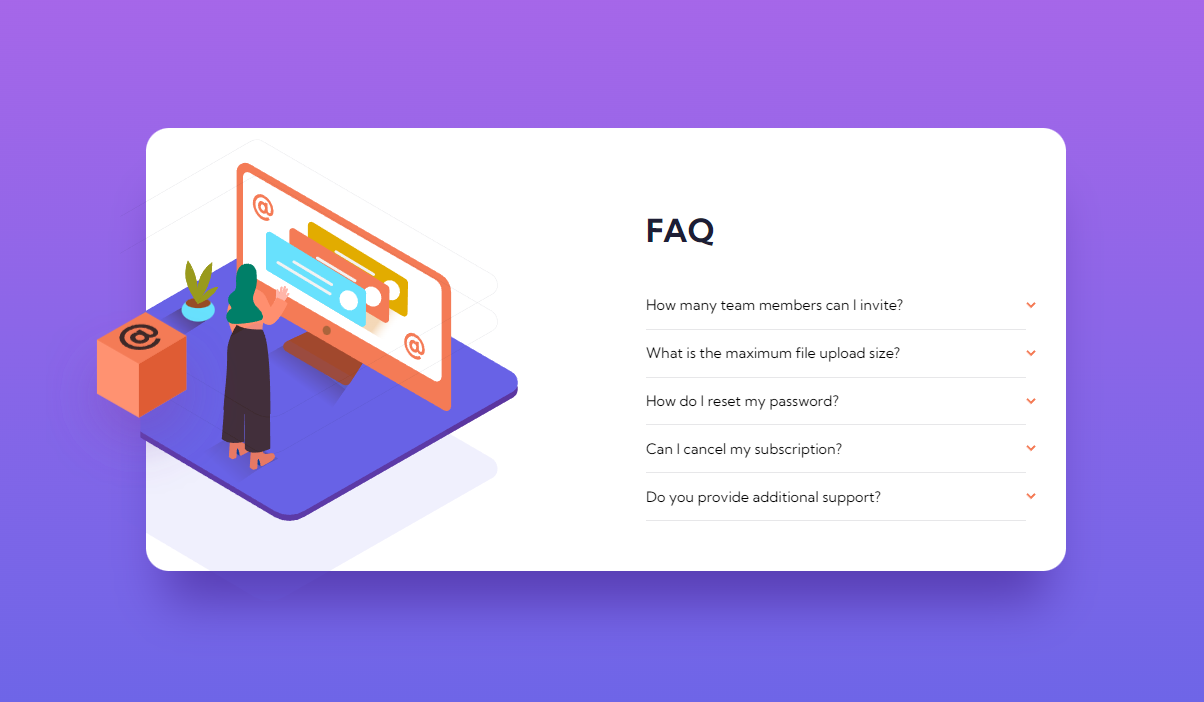 @
@
@
FAQ
How many team members can I invite?
What is the maximum file upload size?
How do I reset my password?
Can I cancel my subscription?
Do you provide additional support?